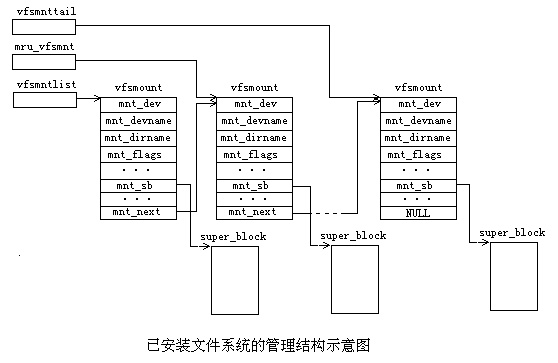 vfsmnttail
mru_vfsmnt
vfsmntlist
vfsmount
mnt_dev
mnt_devname
mnt_dirname
mnt_flags
· · ·
mnt_sb
· · ·
mnt_next
vfsmount
mnt_dev
mnt_devname
mnt_dirname
mnt_flags
· · ·
mnt_sb
· · ·
mnt_next
vfsmount
mnt_dev
mnt_devname
mnt_dirname
mnt_flags
· · ·
mnt_sb
· · ·
NULL
super_block
super_block
super_block
已安装文件系统的管理结构示意图